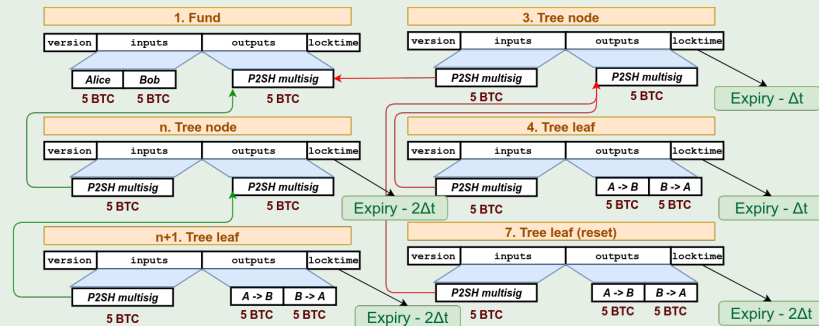 1. Fund
version inputs outputs locktime
Alice Bob P2SH multisig
5 BTC 5 BTC 5 BTC
3. Tree node
version inputs outputs locktime
P2SH multisig P2SH multisig
5 BTC 5 BTC
Expiry - Δt
n. Tree node
version inputs outputs locktime
P2SH multisig P2SH multisig
5 BTC 5 BTC
Expiry - 2Δt
4. Tree leaf
version inputs outputs locktime
P2SH multisig A -> B B -> A
5 BTC 5 BTC 5 BTC
Expiry - Δt
n+1. Tree leaf
version inputs outputs locktime
P2SH multisig A -> B B -> A
5 BTC 5 BTC 5 BTC
Expiry - 2Δt
7. Tree leaf (reset)
version inputs outputs locktime
P2SH multisig A -> B B -> A
5 BTC 5 BTC 5 BTC
Expiry - 2Δt